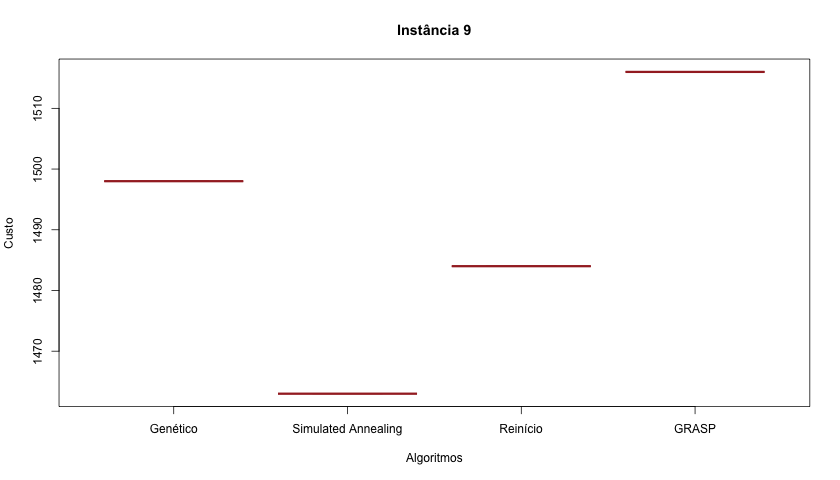 Instância 9
Custo
1510
1500
1490
1480
1470
Genético
Simulated Annealing
Reinício
GRASP
Algoritmos